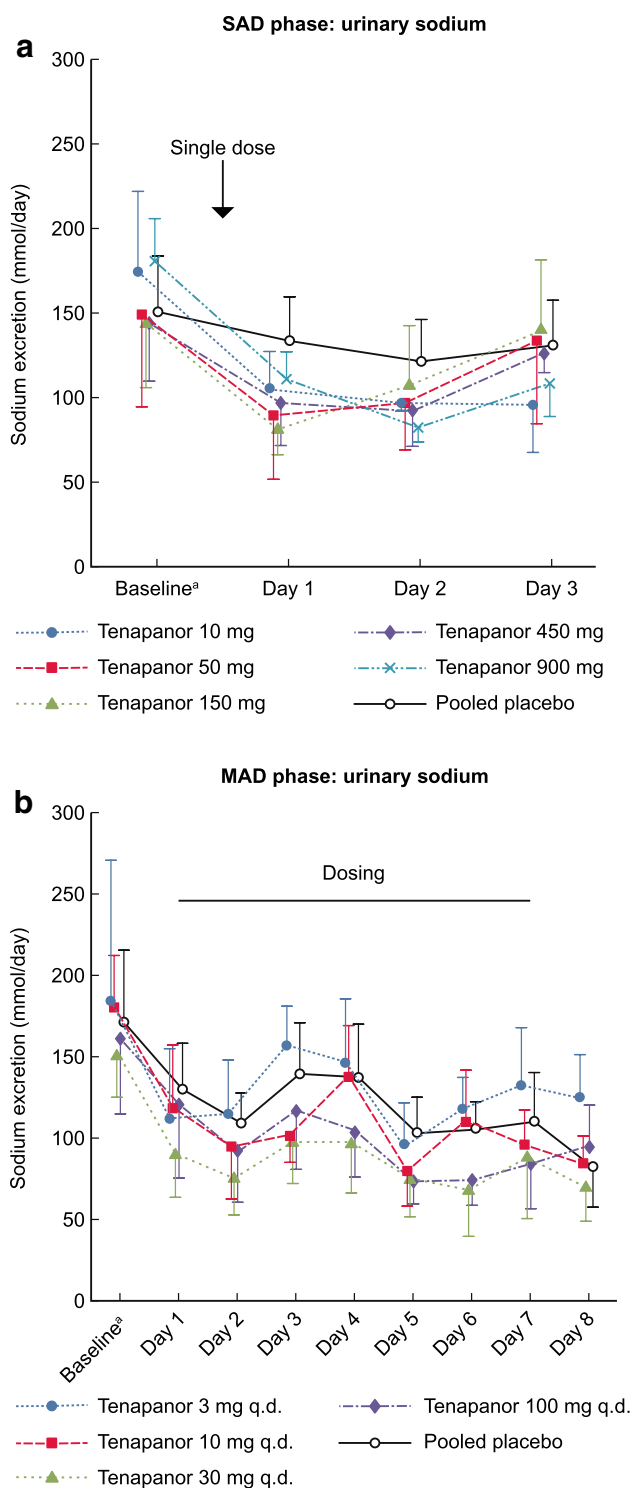 SAD phase: urinary sodium
a
300
250
200
150
100
50
0
Sodium excretion (mmol/day)
Single dose
Baselineᵃ Day 1 Day 2 Day 3
Tenapanor 10 mg Tenapanor 450 mg
Tenapanor 50 mg Tenapanor 900 mg
Tenapanor 150 mg Pooled placebo
MAD phase: urinary sodium
b
300
250
200
150
100
50
0
Sodium excretion (mmol/day)
Dosing
Baselineᵃ Day 1 Day 2 Day 3 Day 4 Day 5 Day 6 Day 7 Day 8
Tenapanor 3 mg q.d. Tenapanor 100 mg q.d.
Tenapanor 10 mg q.d. Pooled placebo
Tenapanor 30 mg q.d.